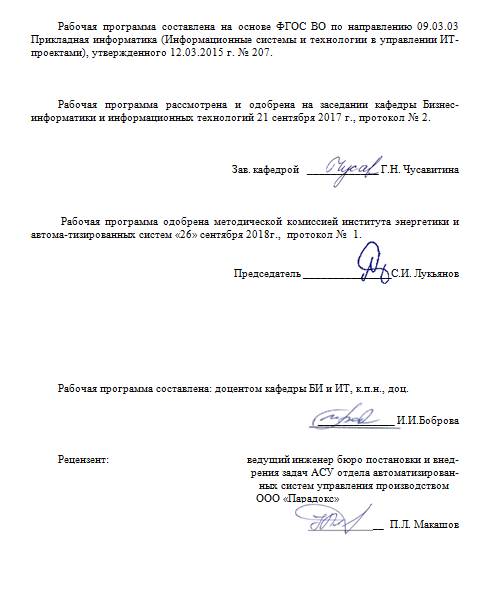 Рабочая программа составлена на основе ФГОС ВО по направлению 09.03.03
Прикладная информатика (Информационные системы и технологии в управлении ИТ-
проектами), утвержденного 12.03.2015 г. № 207.
Рабочая программа рассмотрена и одобрена на заседании кафедры Бизнес-
информатики и информационных технологий 21 сентября 2017 г., протокол № 2.
Зав. кафедрой ______________ Г.Н. Чусавитина
Рабочая программа одобрена методической комиссией института энергетики и
автома-тизированных систем «26» сентября 2018г., протокол № 1.
Председатель ________________ С.И. Лукьянов
Рабочая программа составлена: доцентом кафедры БИ и ИТ, к.п.н., доц.
________________ И.И.Боброва
Рецензент: ведущий инженер бюро постановки и внед-
рения задач АСУ отдела автоматизирован-
ных систем управления производством
ООО «Парадокс»
______________ П.Л. Макашов